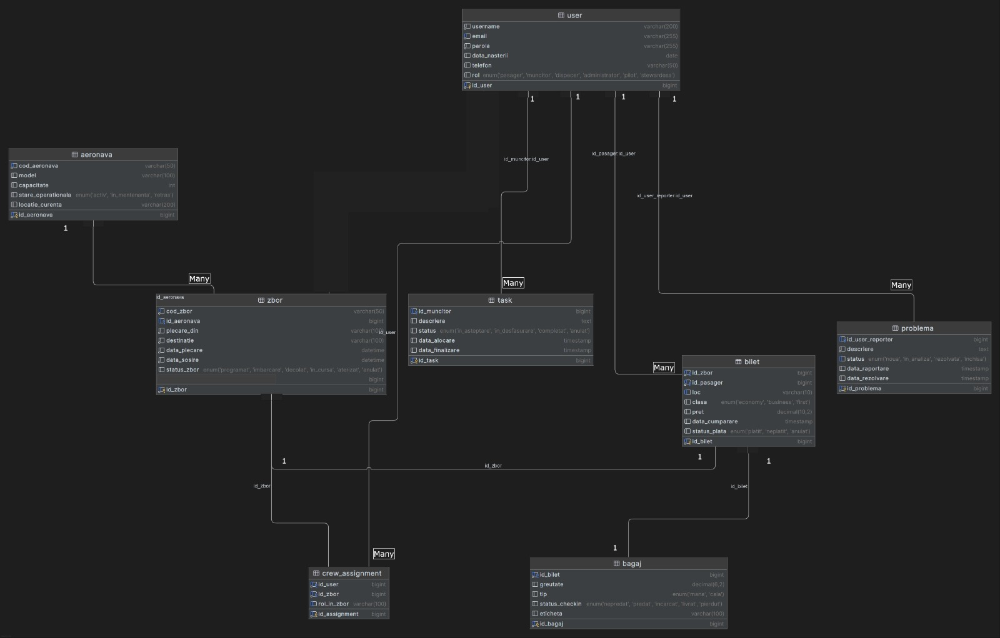 user
username varchar(200)
email varchar(255)
parola varchar(255)
data_nasterii date
telefon varchar(50)
rol enum('pasager', 'muncitor', 'dispecer', 'administrator', 'pilot', 'stewardesa')
id_user bigint
1
1
1
1
id_muncitor:id_user
id_pasager:id_user
id_user_reporter:id_user
aeronava
cod_aeronava varchar(50)
model varchar(100)
capacitate int
stare_operationala enum('activ', 'in_mentenanta', 'retras')
locatie_curenta varchar(200)
id_aeronava bigint
1
Many
Many
Many
id_aeronava
zbor
cod_zbor varchar(50)
id_aeronava bigint
plecare_din varchar(100)
destinatie varchar(100)
data_plecare datetime
data_sosire datetime
status_zbor enum('programat', 'imbarcare', 'decolat', 'in_cursa', 'aterizat', 'anulat')
bigint
id_zbor bigint
id_user
task
id_muncitor bigint
descriere text
status enum('in_asteptare', 'in_desfasurare', 'completat', 'anulat')
data_alocare timestamp
data_finalizare timestamp
id_task bigint
problema
id_user_reporter bigint
descriere text
status enum('noua', 'in_analiza', 'rezolvata', 'inchisa')
data_raportare timestamp
data_rezolvare timestamp
id_problema bigint
Many
bilet
id_zbor bigint
id_pasager bigint
loc varchar(10)
clasa enum('economy', 'business', 'first')
pret decimal(10,2)
data_cumparare timestamp
status_plata enum('platit', 'neplatit', 'anulat')
id_bilet bigint
1
1
1
id_zbor
id_zbor
id_bilet
1
Many
crew_assignment
id_user bigint
id_zbor bigint
rol_in_zbor varchar(100)
id_assignment bigint
bagaj
id_bilet bigint
greutate decimal(6,2)
tip enum('mana', 'cala')
status_checkin enum('nepredat', 'predat', 'incarcat', 'livrat', 'pierdut')
eticheta varchar(100)
id_bagaj bigint